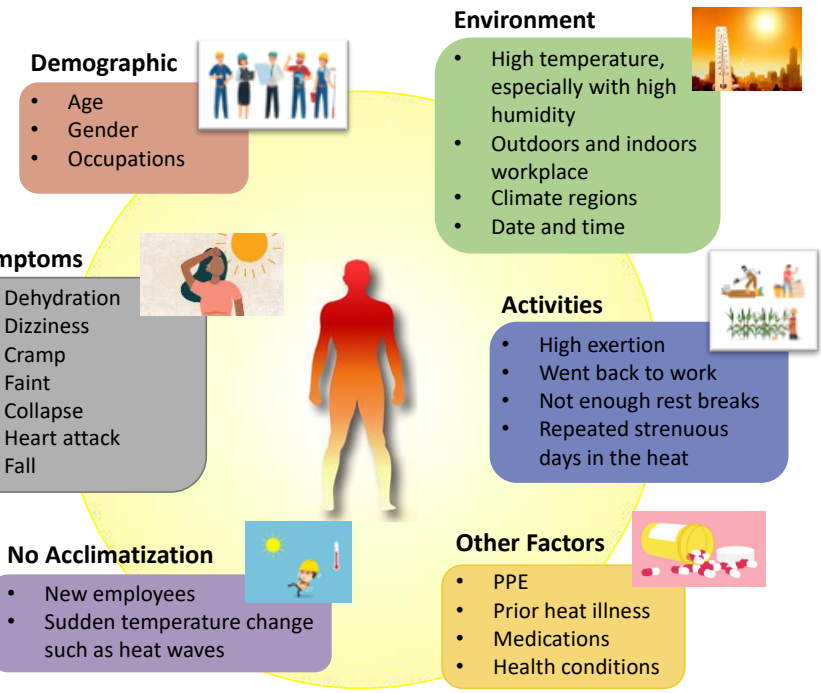 Demographic
• Age
• Gender
• Occupations
Environment
• High temperature,
especially with high
humidity
• Outdoors and indoors
workplace
• Climate regions
• Date and time
mptoms
Dehydration
Dizziness
Cramp
Faint
Collapse
Heart attack
Fall
Activities
• High exertion
• Went back to work
• Not enough rest breaks
• Repeated strenuous
days in the heat
No Acclimatization
• New employees
• Sudden temperature change
such as heat waves
Other Factors
• PPE
• Prior heat illness
• Medications
• Health conditions